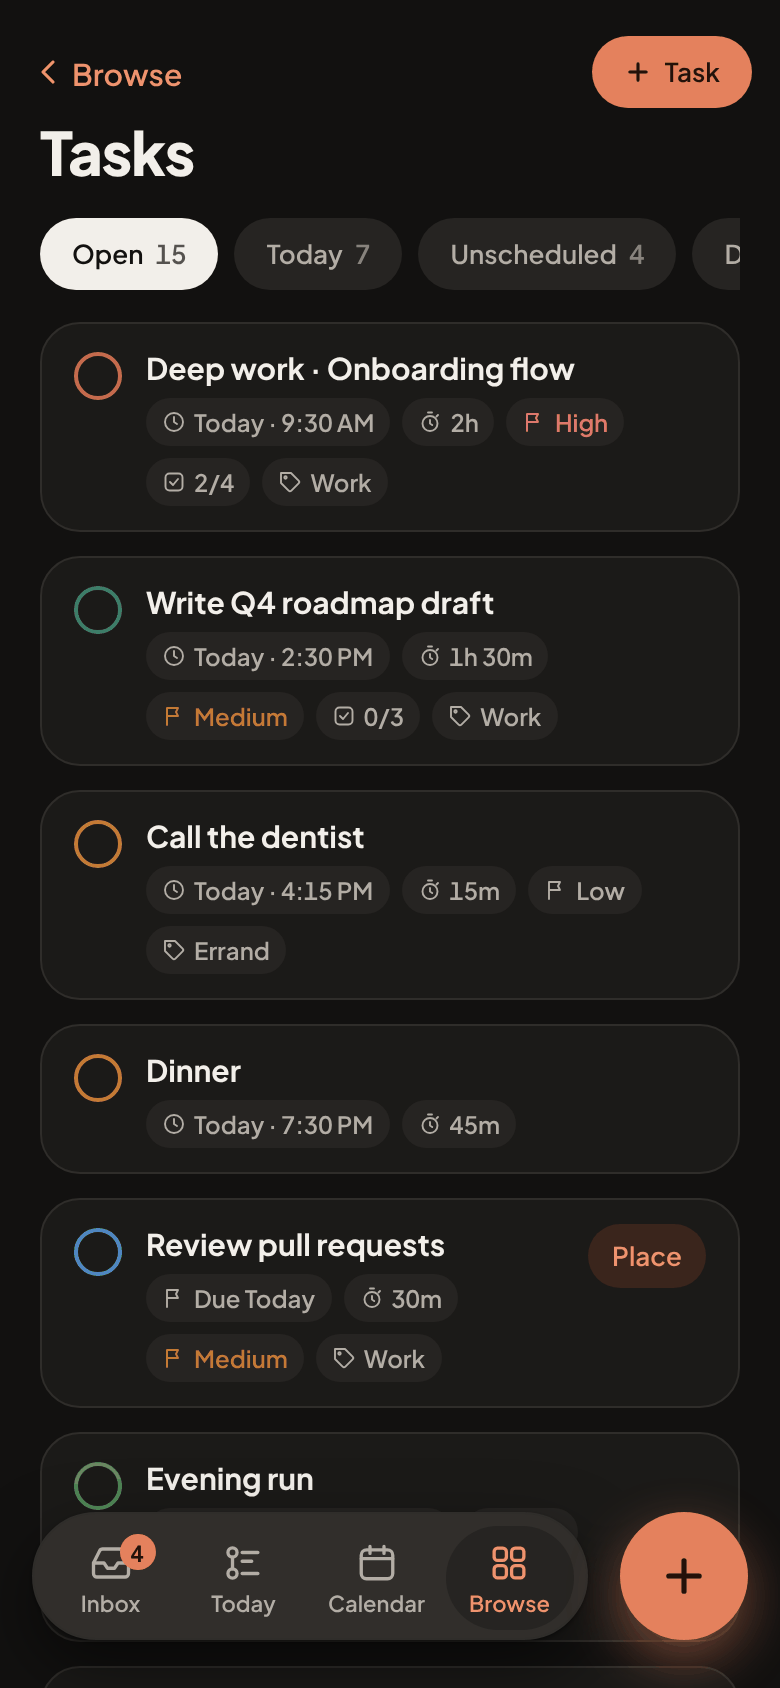 Browse
+ Task
Tasks
Open 15
Today 7
Unscheduled 4
D
Deep work · Onboarding flow
Today · 9:30 AM
2h
High
2/4
Work
Write Q4 roadmap draft
Today · 2:30 PM
1h 30m
Medium
0/3
Work
Call the dentist
Today · 4:15 PM
15m
Low
Errand
Dinner
Today · 7:30 PM
45m
Review pull requests
Place
Due Today
30m
Medium
Work
Evening run
4
Inbox
Today
Calendar
Browse
+